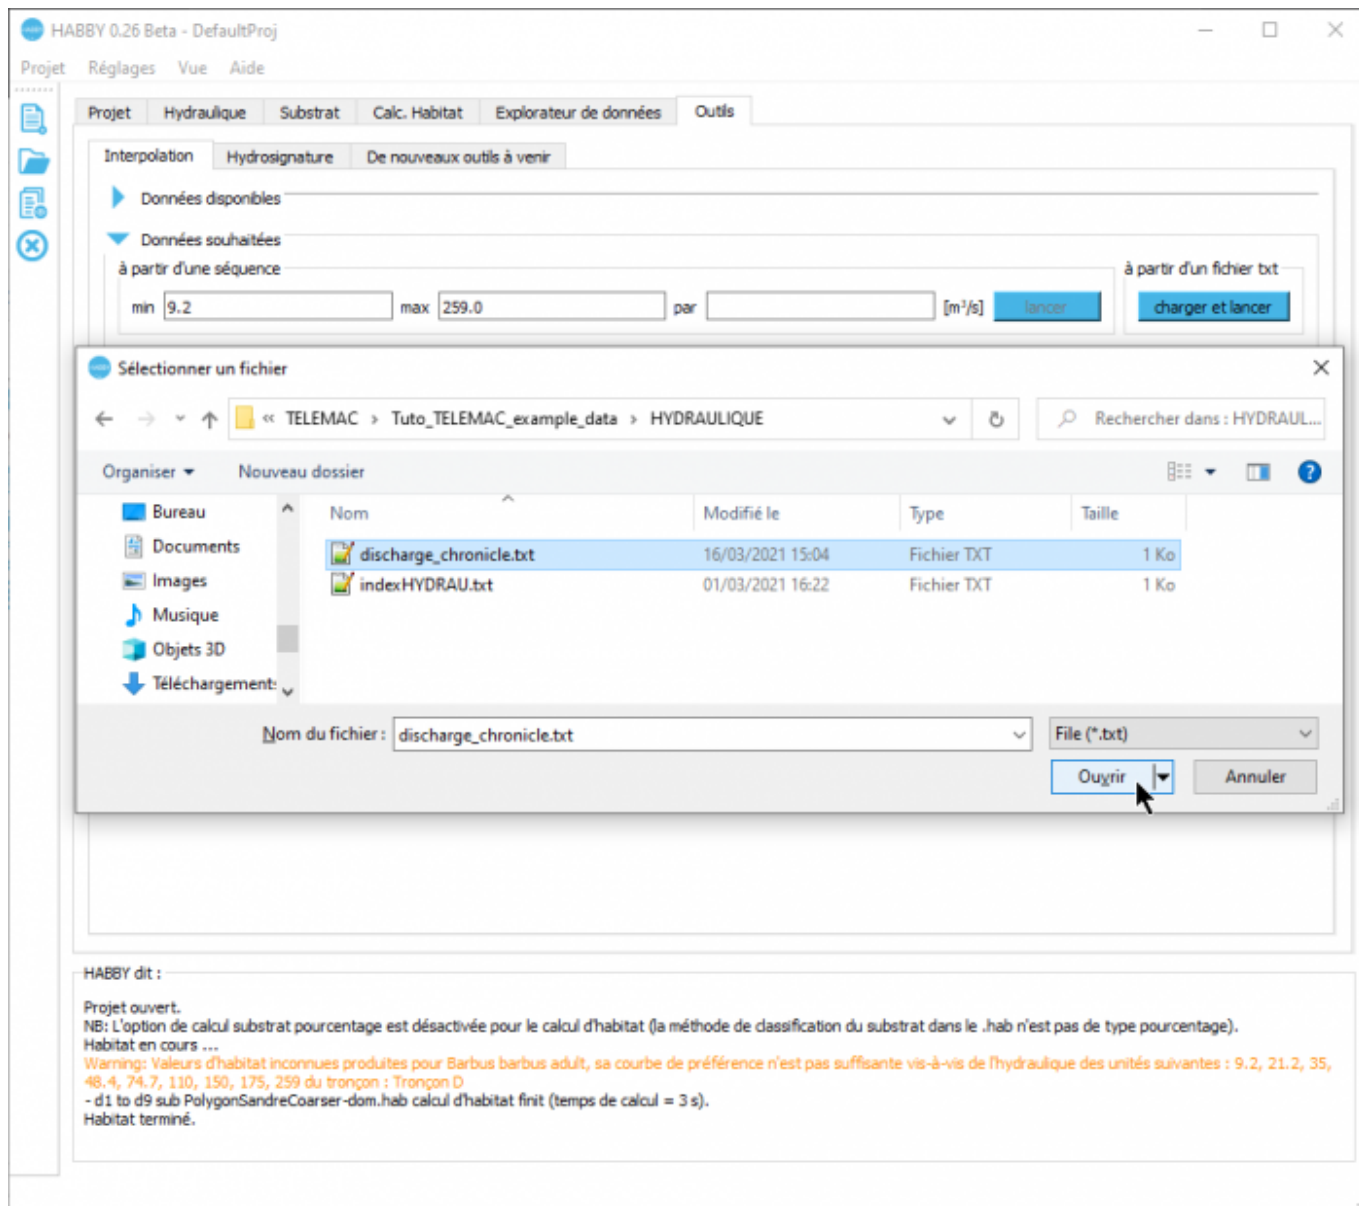 HABBY 0.26 Beta - DefaultProj
Projet Réglages Vue Aide
Projet Hydraulique Substrat Calc. Habitat Explorateur de données Outils
Interpolation Hydrosignature De nouveaux outils à venir
Données disponibles
Données souhaitées
à partir d'une séquence
à partir d'un fichier txt
min 9.2 max 259.0 par [m³/s] lancer charger et lancer
Sélectionner un fichier
« TELEMAC > Tuto_TELEMAC_example_data > HYDRAULIQUE
Rechercher dans : HYDRAUL...
Organiser Nouveau dossier
Bureau
Documents
Images
Musique
Objets 3D
Téléchargement
Nom Modifié le Type Taille
discharge_chronicle.txt 16/03/2021 15:04 Fichier TXT 1 Ko
indexHYDRAU.txt 01/03/2021 16:22 Fichier TXT 1 Ko
Nom du fichier : discharge_chronicle.txt File (*.txt)
Ouvrir Annuler
HABBY dit :
Projet ouvert.
NB: L'option de calcul substrat pourcentage est désactivée pour le calcul d'habitat (la méthode de classification du substrat dans le .hab n'est pas de type pourcentage).
Habitat en cours ...
Warning: Valeurs d'habitat inconnues produites pour Barbus barbus adult, sa courbe de préférence n'est pas suffisante vis-à-vis de l'hydraulique des unités suivantes : 9.2, 21.2, 35,
48.4, 74.7, 110, 150, 175, 259 du tronçon : Tronçon D
- d1 to d9 sub PolygonSandreCoarser-dom.hab calcul d'habitat finit (temps de calcul = 3 s).
Habitat terminé.